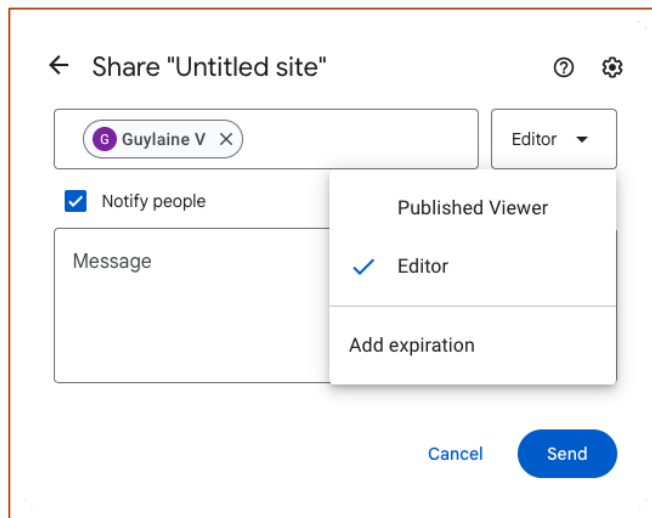 Share "Untitled site"
G Guylaine V
Editor
Notify people
Published Viewer
Message
Editor
Add expiration
Cancel
Send